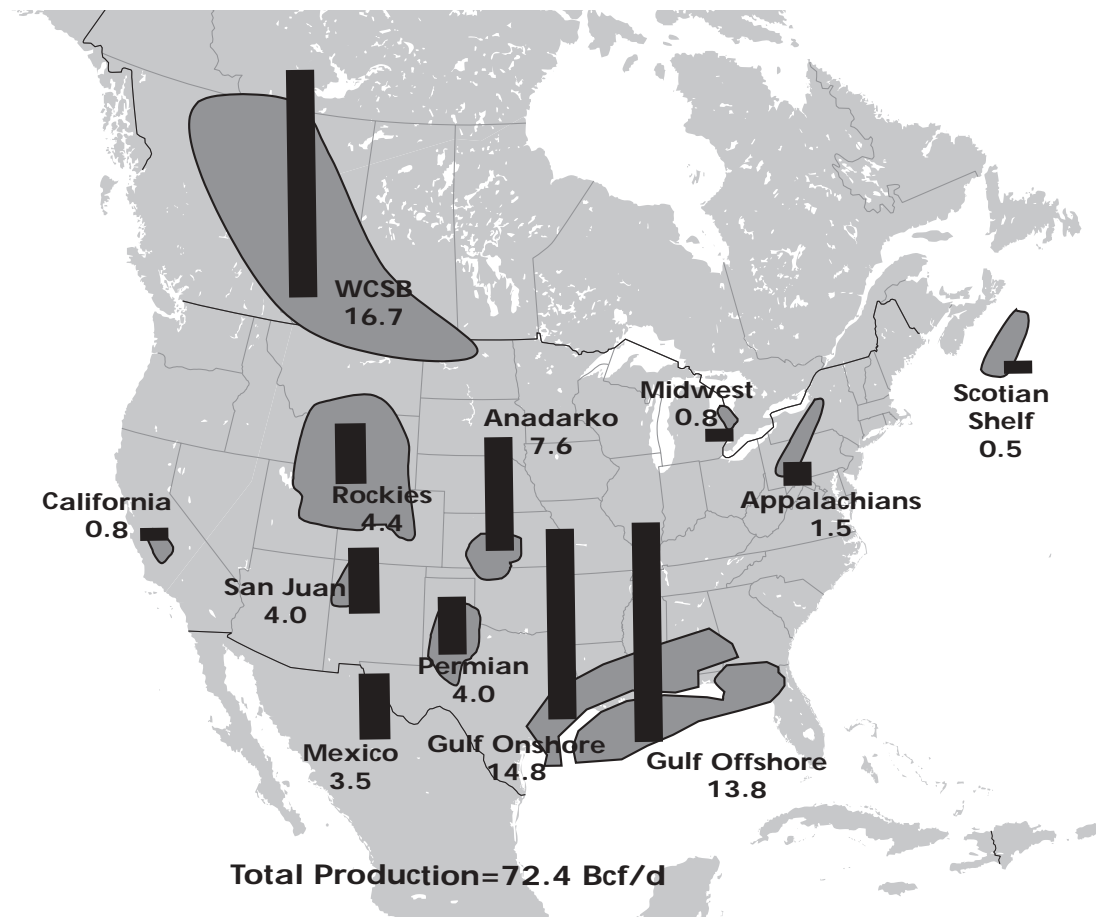 WCSB
16.7
Midwest
0.8
Scotian
Shelf
0.5
Anadarko
7.6
Rockies
4.4
California
0.8
Appalachians
1.5
San Juan
4.0
Permian
4.0
Mexico
3.5
Gulf Onshore
14.8
Gulf Offshore
13.8
Total Production=72.4 Bcf/d